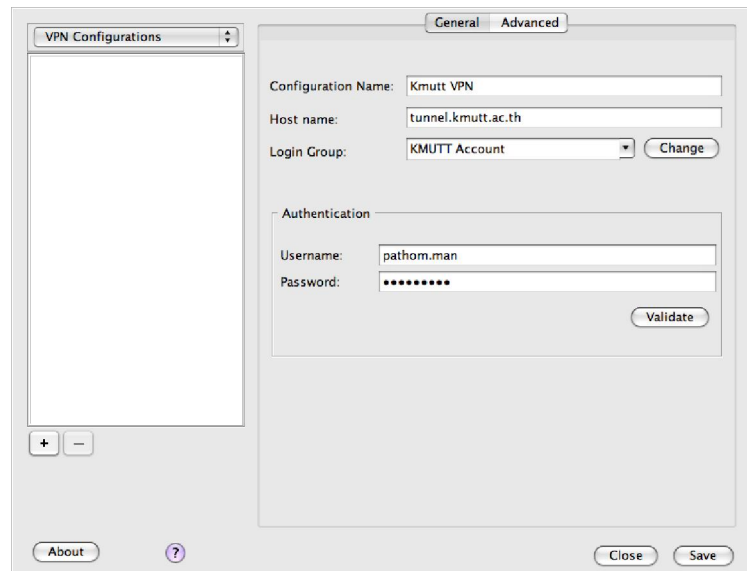 General Advanced
VPN Configurations
Configuration Name: Kmutt VPN
Host name: tunnel.kmutt.ac.th
Login Group: KMUTT Account Change
Authentication
Username: pathom.man
Password: •••••••••
Validate
+ −
About ? Close Save